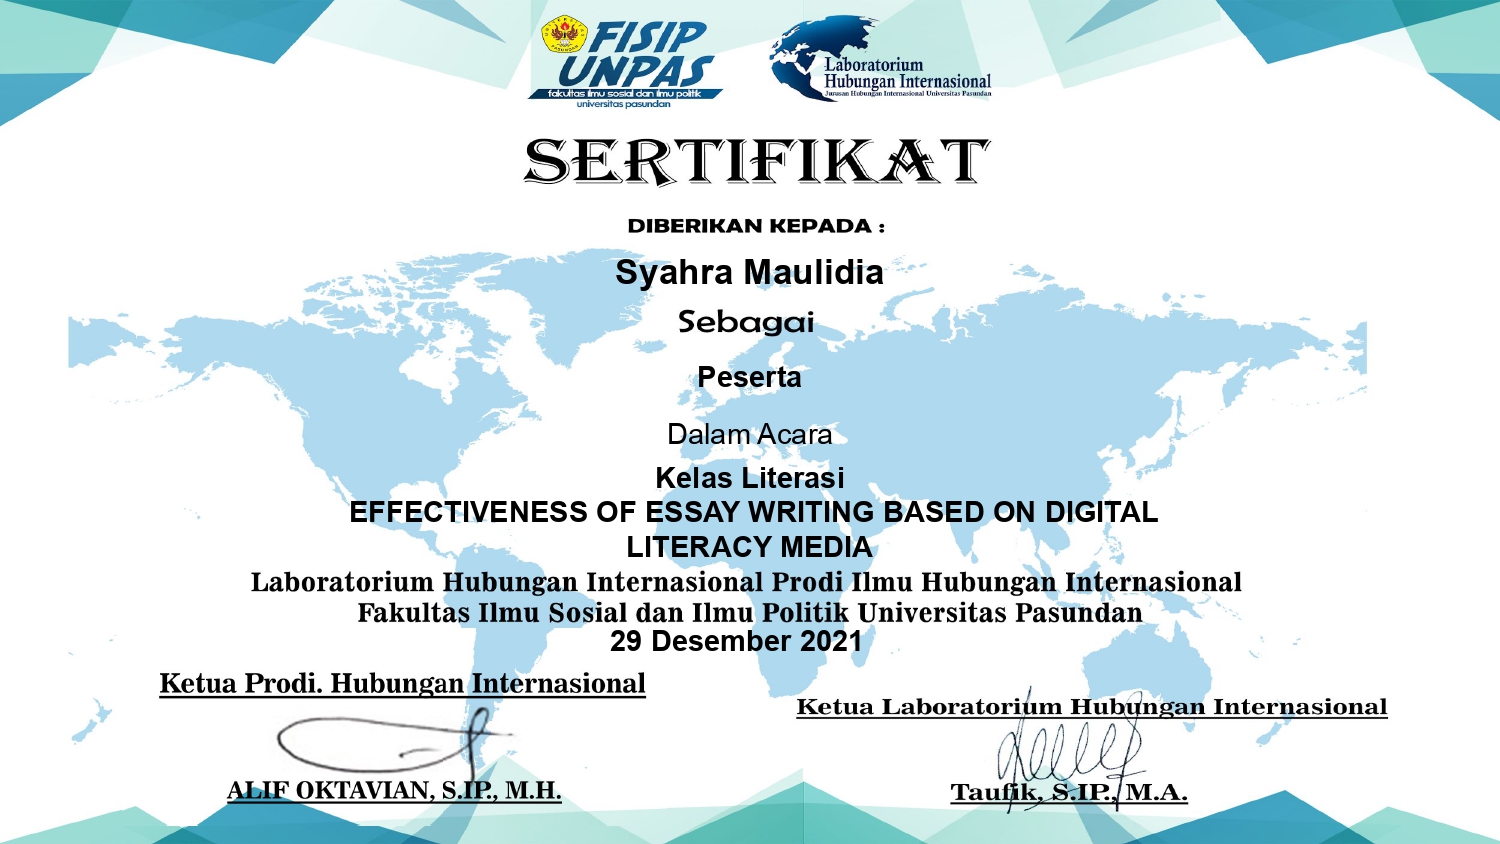 FISIP
UNPAS
fakultas ilmu sosial dan ilmu politik
universitas pasundan
Laboratorium
Hubungan Internasional
Jurusan Hubungan Internasional Universitas Pasundan
SERTIFIKAT
DIBERIKAN KEPADA :
Syahra Maulidia
Sebagai
Peserta
Dalam Acara
Kelas Literasi
EFFECTIVENESS OF ESSAY WRITING BASED ON DIGITAL
LITERACY MEDIA
Laboratorium Hubungan Internasional Prodi Ilmu Hubungan Internasional
Fakultas Ilmu Sosial dan Ilmu Politik Universitas Pasundan
29 Desember 2021
Ketua Prodi. Hubungan Internasional
ALIF OKTAVIAN, S.IP., M.H.
Ketua Laboratorium Hubungan Internasional
Taufik, S.IP., M.A.